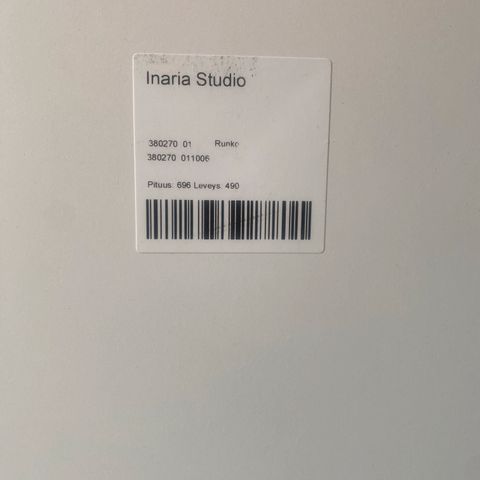 Inaria Studio
380270 01 Runko
380270 011006
Pituus: 696 Leveys: 490